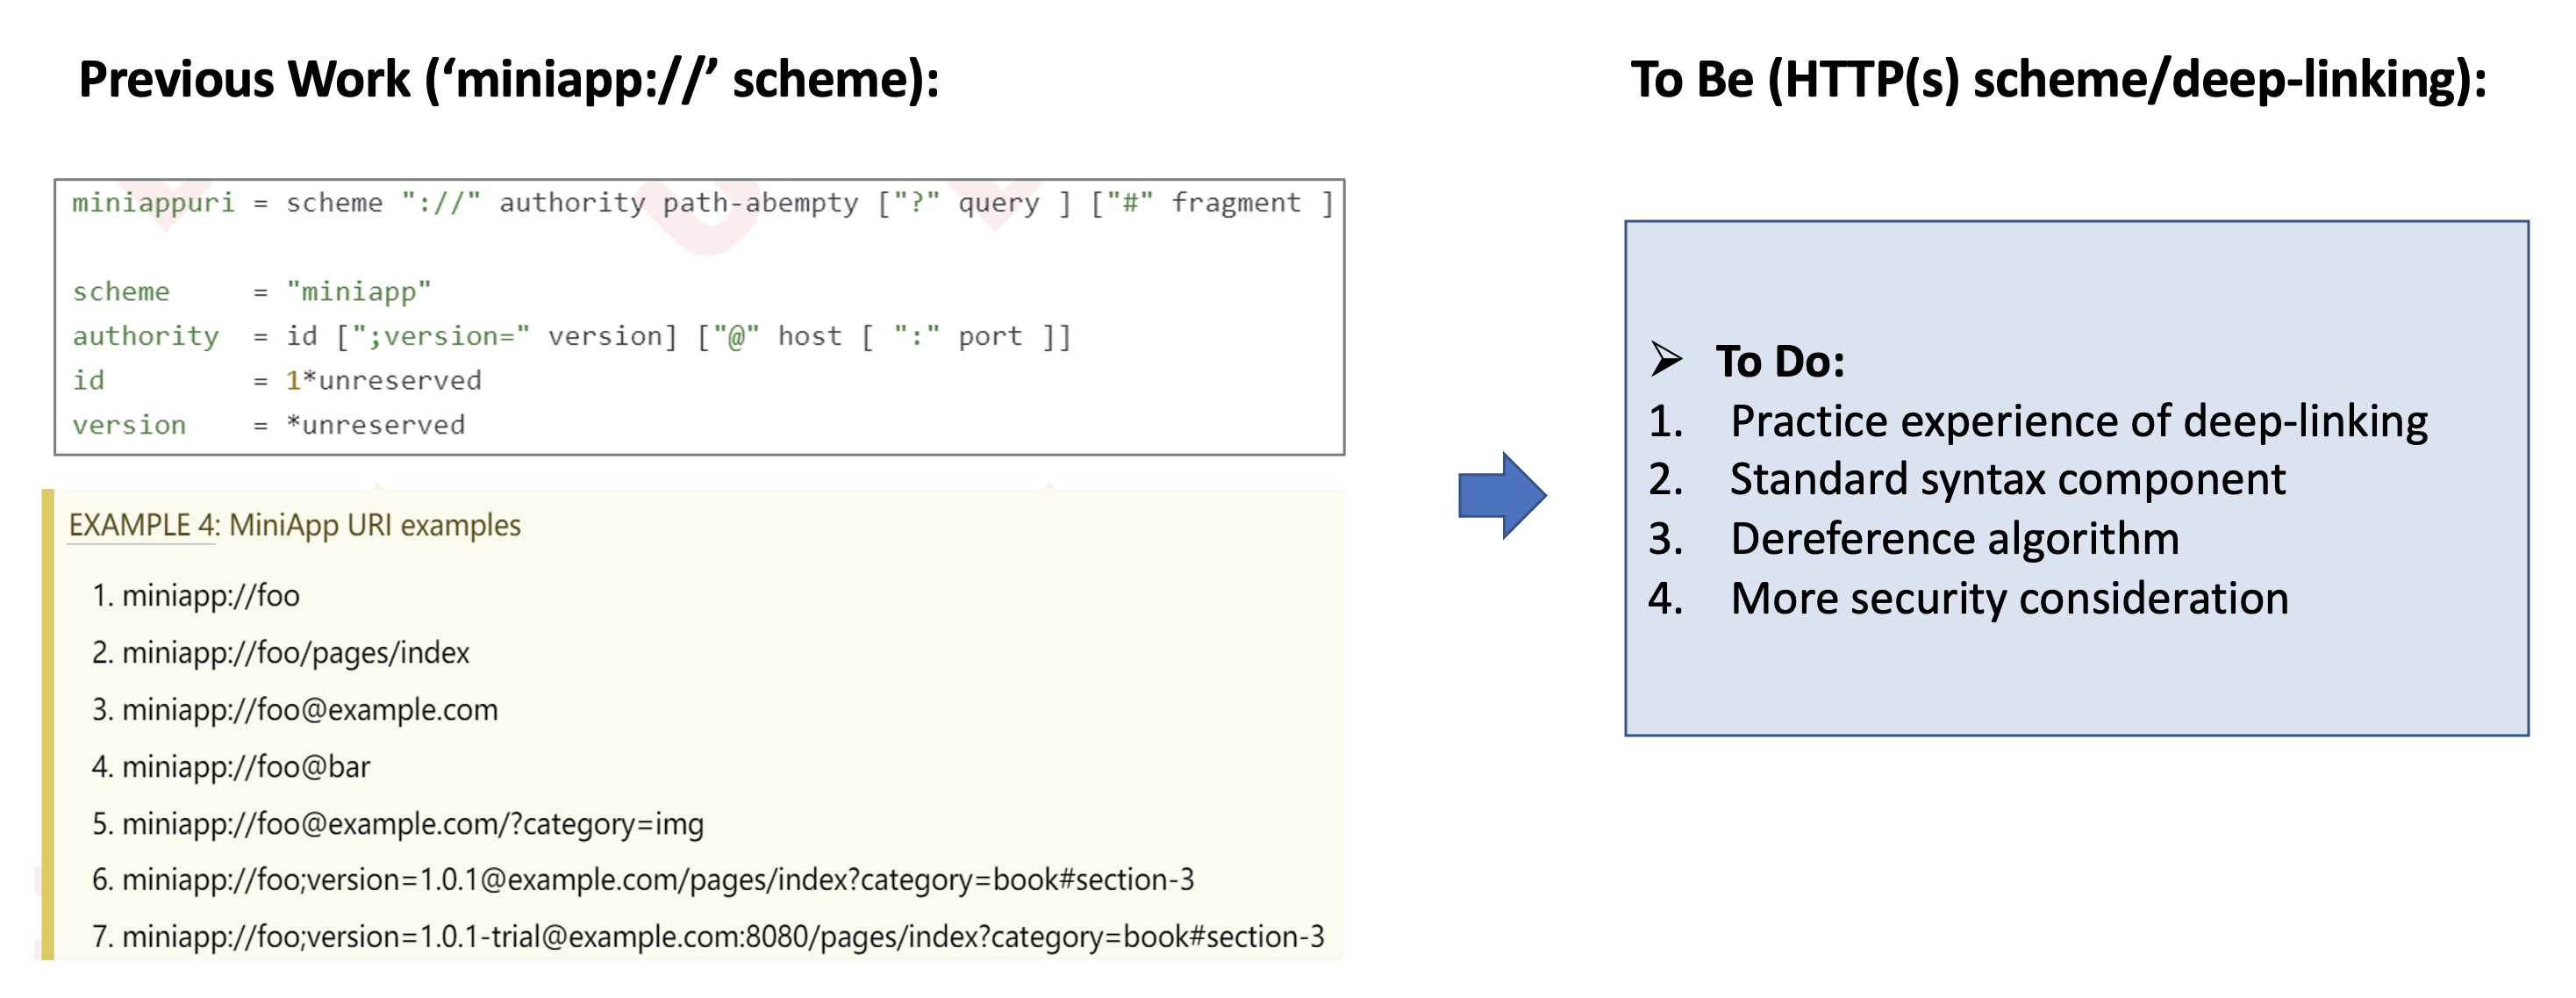 Previous Work (‘miniapp://’ scheme):
miniappuri = scheme "://" authority path-abempty ["?" query ] ["#" fragment ]
scheme     = "miniapp"
authority  = id [";version=" version] ["@" host [ ":" port ]]
id         = 1*unreserved
version    = *unreserved
EXAMPLE 4: MiniApp URI examples
1. miniapp://foo
2. miniapp://foo/pages/index
3. miniapp://foo@example.com
4. miniapp://foo@bar
5. miniapp://foo@example.com/?category=img
6. miniapp://foo;version=1.0.1@example.com/pages/index?category=book#section-3
7. miniapp://foo;version=1.0.1-trial@example.com:8080/pages/index?category=book#section-3
To Be (HTTP(s) scheme/deep-linking):
➢ To Do:
1. Practice experience of deep-linking
2. Standard syntax component
3. Dereference algorithm
4. More security consideration